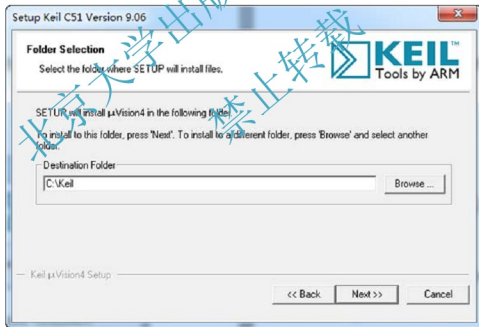 Setup Keil C51 Version 9.06
Folder Selection
Select the folder where SETUP will install files.
KEIL™
Tools by ARM
SETUP will install µVision4 in the following folder.
To install to this folder, press 'Next'. To install to a different folder, press 'Browse' and select another
folder.
Destination Folder
C:\Keil
Browse ...
Keil µVision4 Setup
<< Back
Next >>
Cancel
北京大学出版
禁止转载